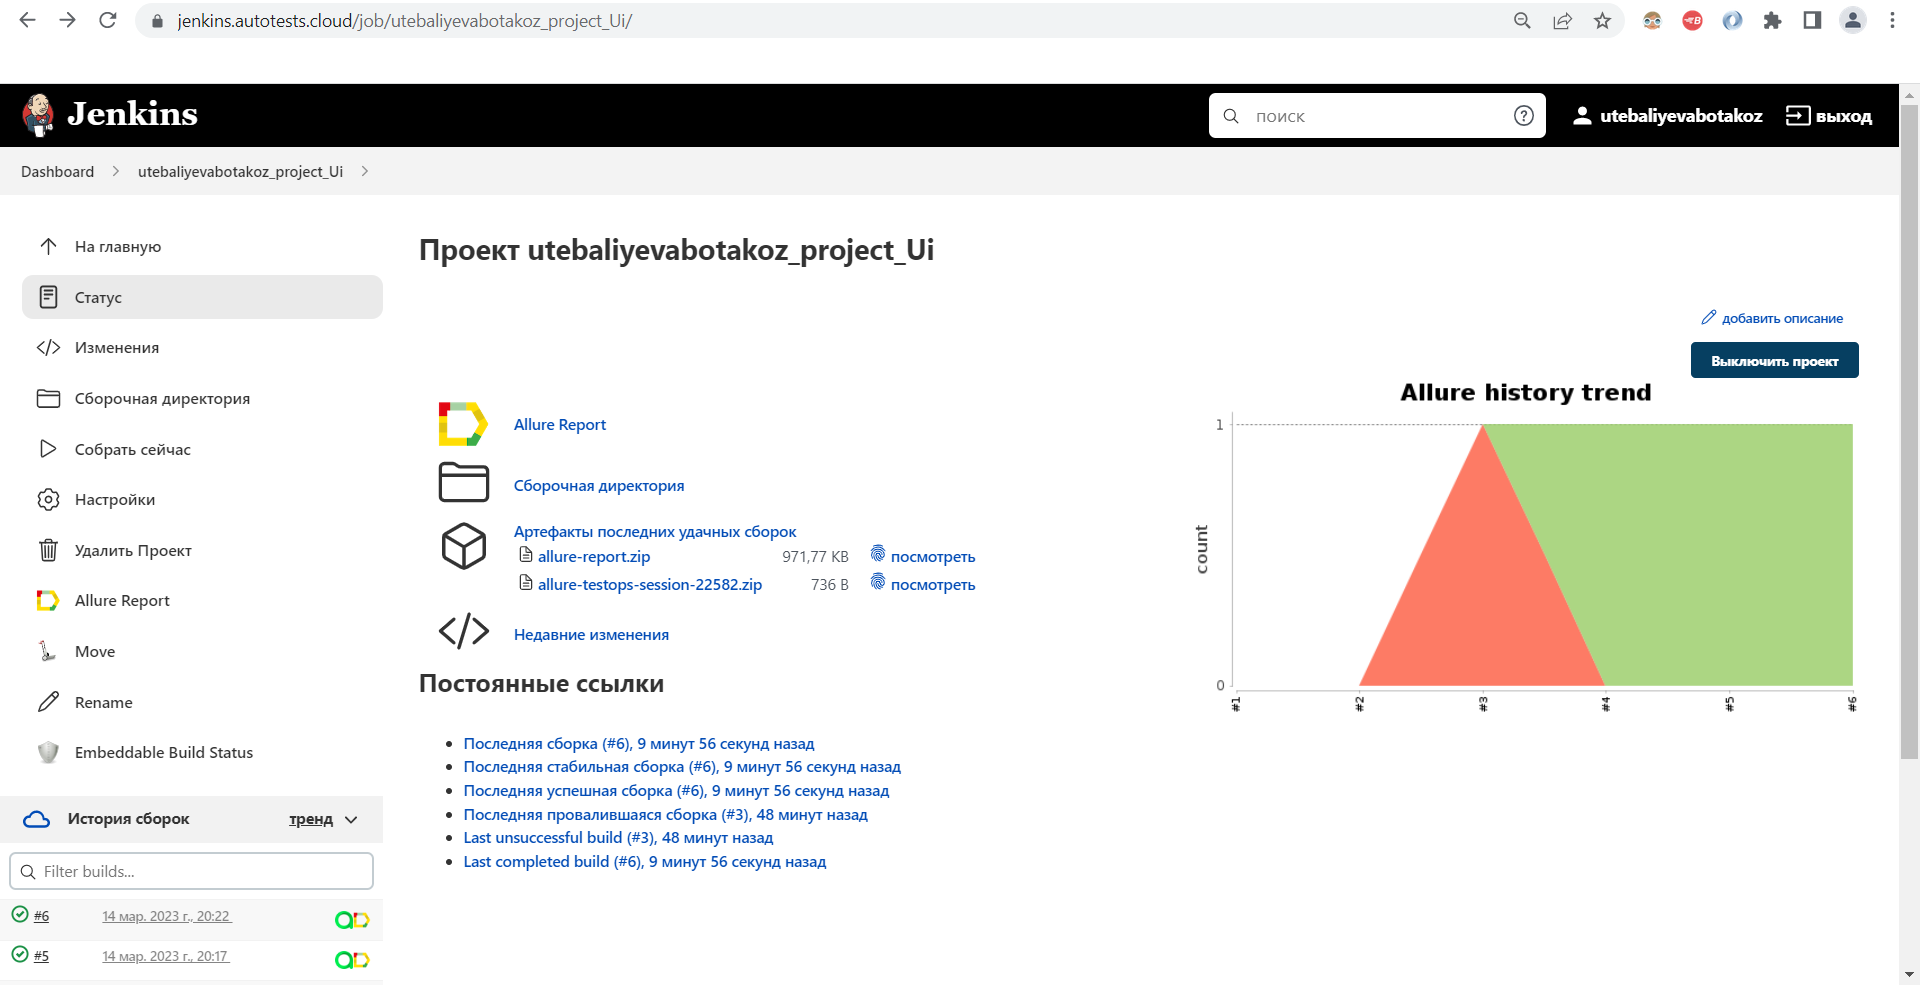 jenkins.autotests.cloud/job/utebaliyevabotakoz_project_Ui/
Jenkins
поиск
utebaliyevabotakoz
выход
Dashboard
utebaliyevabotakoz_project_Ui
На главную
Статус
Изменения
Сборочная директория
Собрать сейчас
Настройки
Удалить Проект
Allure Report
Move
Rename
Embeddable Build Status
История сборок
тренд
Filter builds...
#6 14 мар. 2023 г., 20:22
#5 14 мар. 2023 г., 20:17
Проект utebaliyevabotakoz_project_Ui
добавить описание
Выключить проект
Allure Report
Сборочная директория
Артефакты последних удачных сборок
allure-report.zip 971,77 KB посмотреть
allure-testops-session-22582.zip 736 B посмотреть
Недавние изменения
Постоянные ссылки
Последняя сборка (#6), 9 минут 56 секунд назад
Последняя стабильная сборка (#6), 9 минут 56 секунд назад
Последняя успешная сборка (#6), 9 минут 56 секунд назад
Последняя провалившаяся сборка (#3), 48 минут назад
Last unsuccessful build (#3), 48 минут назад
Last completed build (#6), 9 минут 56 секунд назад
Allure history trend
count
1
0
#1 #2 #3 #4 #5 #6